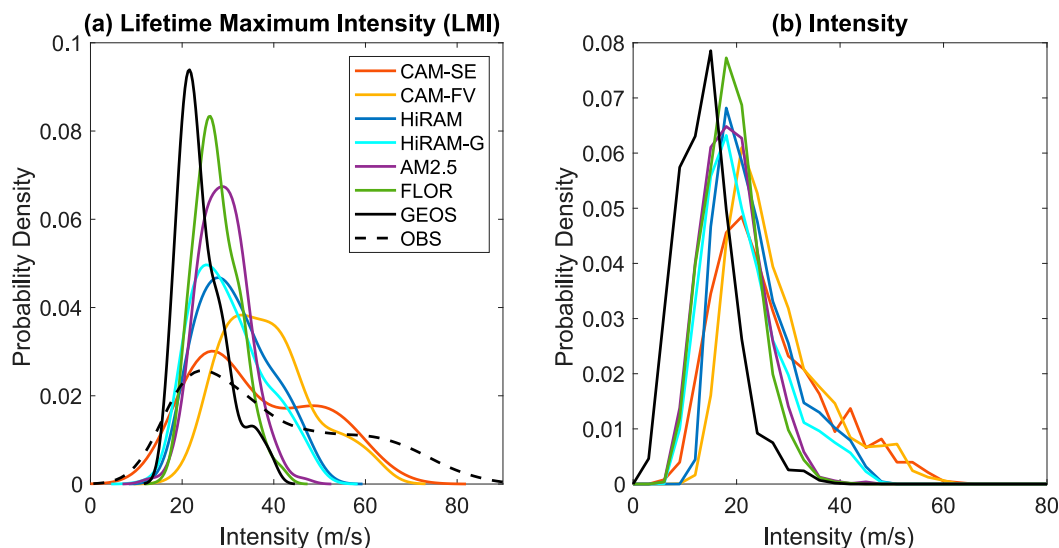 (a) Lifetime Maximum Intensity (LMI)
0.1
0.08
0.06
0.04
0.02
0
0 20 40 60 80
Probability Density
Intensity (m/s)
CAM-SE
CAM-FV
HiRAM
HiRAM-G
AM2.5
FLOR
GEOS
OBS
(b) Intensity
0.08
0.07
0.06
0.05
0.04
0.03
0.02
0.01
0
0 20 40 60 80
Probability Density
Intensity (m/s)